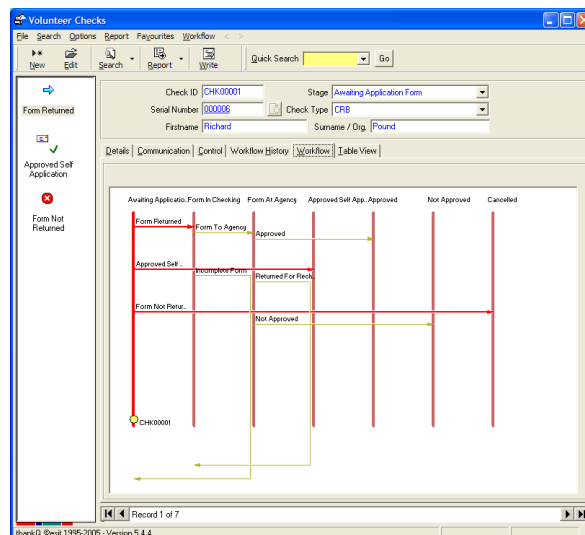 Volunteer Checks
File Search Options Report Favourites Workflow < >
New Edit Search Report Write Quick Search Go
Form Returned
Approved Self
Application
Form Not
Returned
Check ID CHK00001 Stage Awaiting Application Form
Serial Number 000006 Check Type CRB
Firstname Richard Surname / Org. Pound
Details Communication Control Workflow History Workflow Table View
Awaiting Applicatio.. Form In Checking Form At Agency Approved Self App.. Approved Not Approved Cancelled
Form Returned
Form To Agency
Approved
Approved Self ..
Incomplete Form
Returned For Rech..
Form Not Retur..
Not Approved
CHK00001
Record 1 of 7
thankQ ©esit 1995-2005 - Version 5.4.4